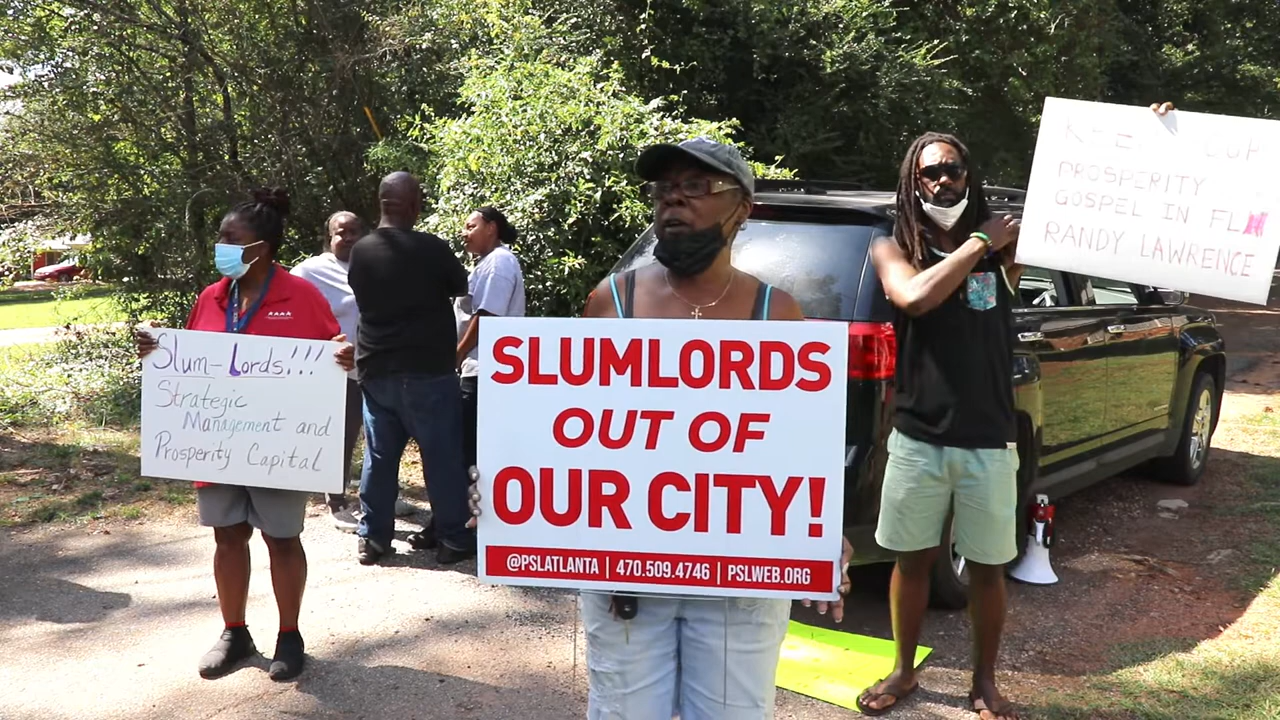 Slum-Lords!!!
Strategic
Management and
Prosperity Capital
SLUMLORDS
OUT OF
OUR CITY!
@PSLATLANTA | 470.509.4746 | PSLWEB.ORG
PROSPERITY
GOSPEL IN FL
RANDY LAWRENCE